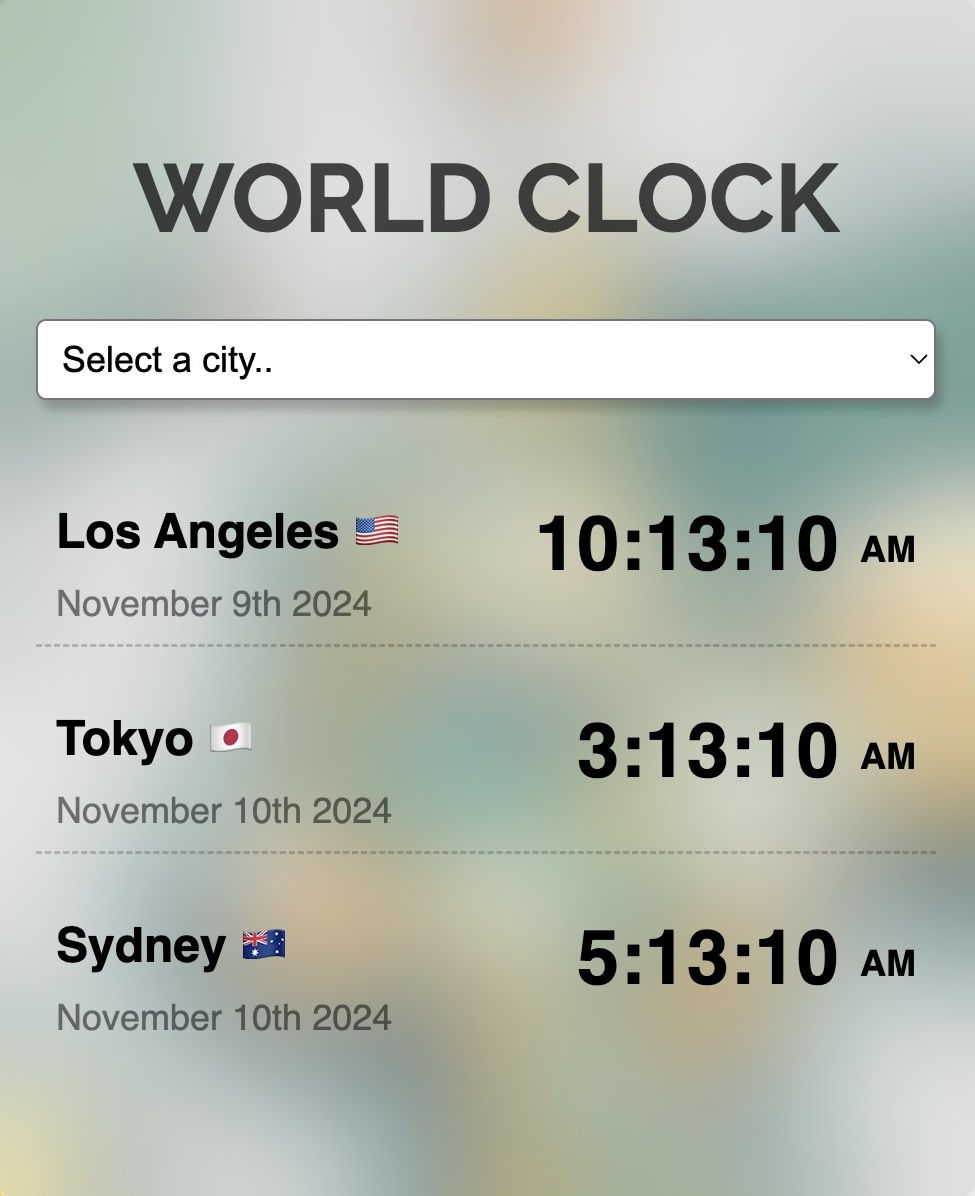 WORLD CLOCK
Select a city..
Los Angeles 🇺🇸 10:13:10 AM
November 9th 2024
Tokyo 🇯🇵 3:13:10 AM
November 10th 2024
Sydney 🇦🇺 5:13:10 AM
November 10th 2024